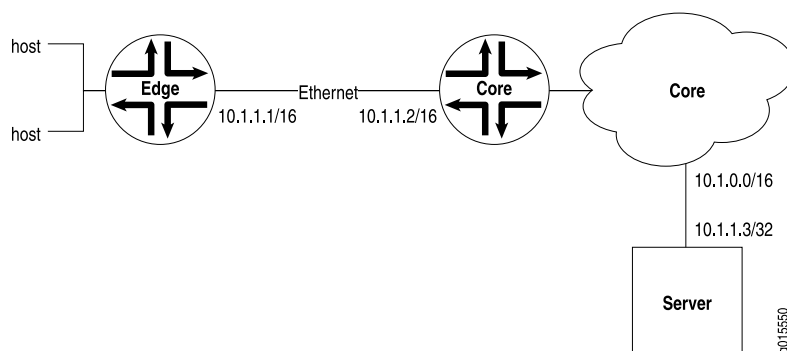 host
host
Edge
10.1.1.1/16
Ethernet
10.1.1.2/16
Core
Core
10.1.0.0/16
10.1.1.3/32
Server
g015550